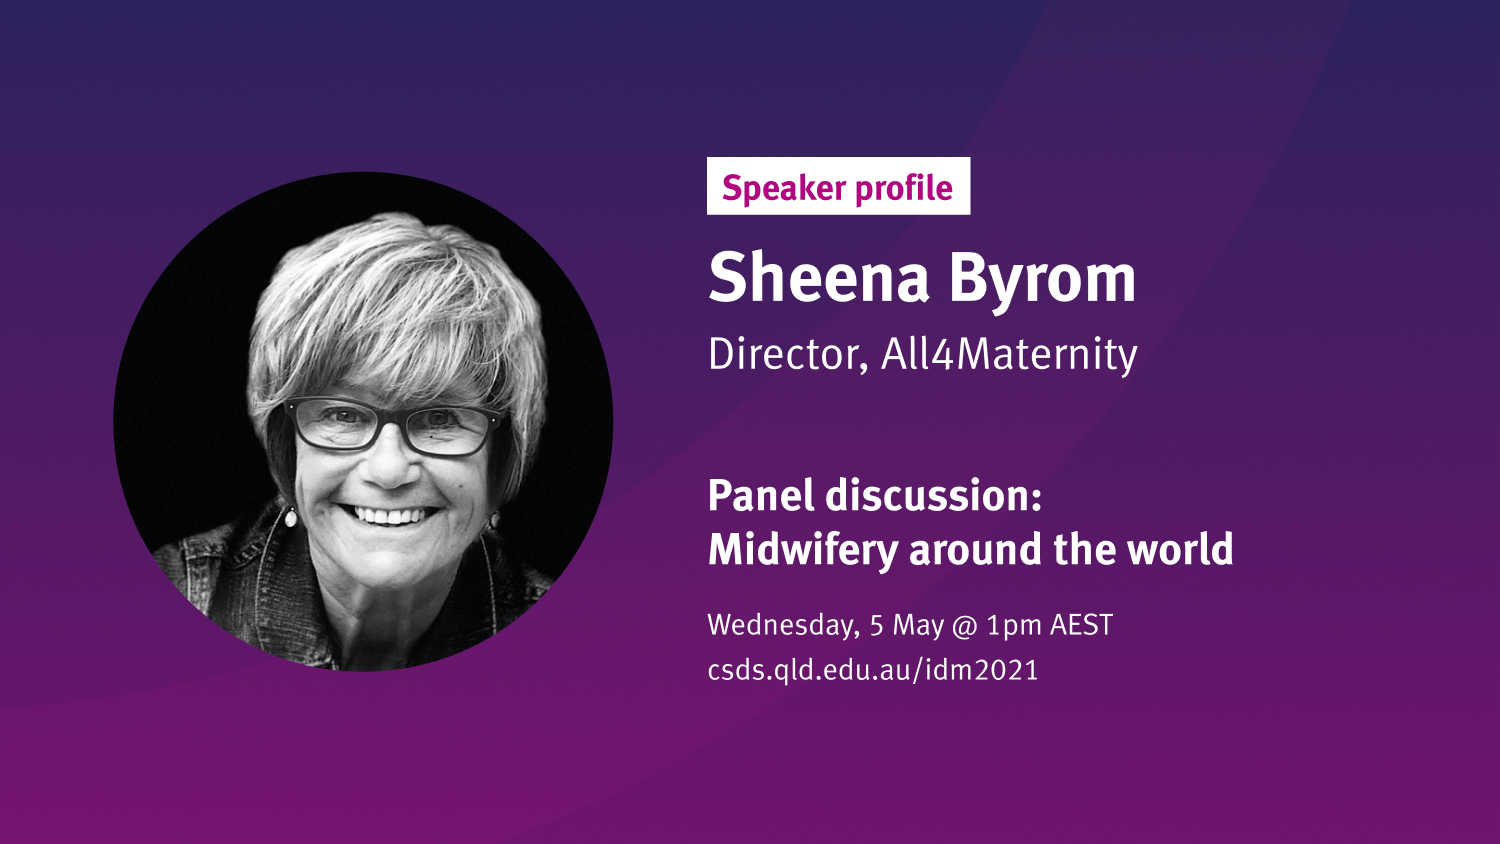 Speaker profile
Sheena Byrom
Director, All4Maternity
Panel discussion:
Midwifery around the world
Wednesday, 5 May @ 1pm AEST
csds.qld.edu.au/idm2021